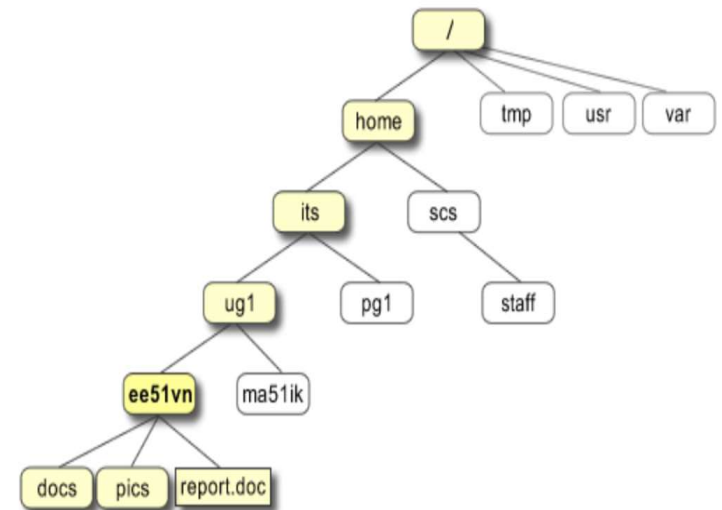 /
home
tmp
usr
var
its
scs
ug1
pg1
staff
ee51vn
ma51ik
docs
pics
report.doc